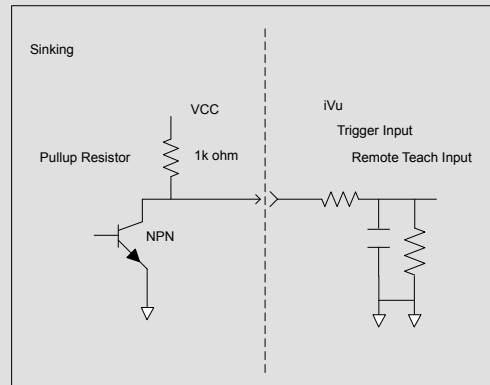 Sinking
VCC
iVu
Trigger Input
Pullup Resistor
1k ohm
Remote Teach Input
NPN